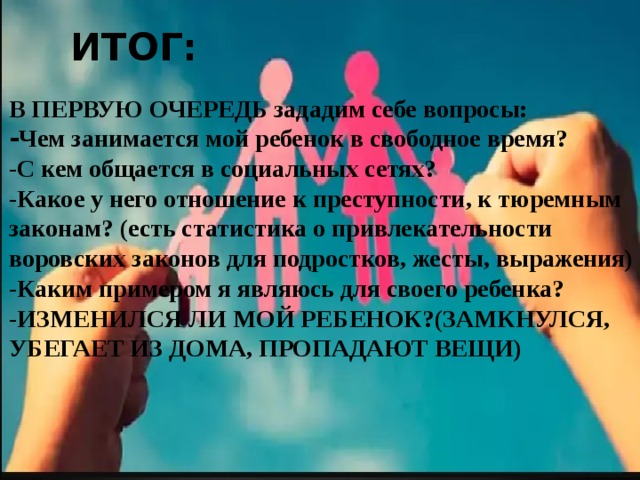 ИТОГ:
В ПЕРВУЮ ОЧЕРЕДЬ зададим себе вопросы:
-Чем занимается мой ребенок в свободное время?
-С кем общается в социальных сетях?
-Какое у него отношение к преступности, к тюремным
законам? (есть статистика о привлекательности
воровских законов для подростков, жесты, выражения)
-Каким примером я являюсь для своего ребенка?
-ИЗМЕНИЛСЯ ЛИ МОЙ РЕБЕНОК?(ЗАМКНУЛСЯ,
УБЕГАЕТ ИЗ ДОМА, ПРОПАДАЮТ ВЕЩИ)